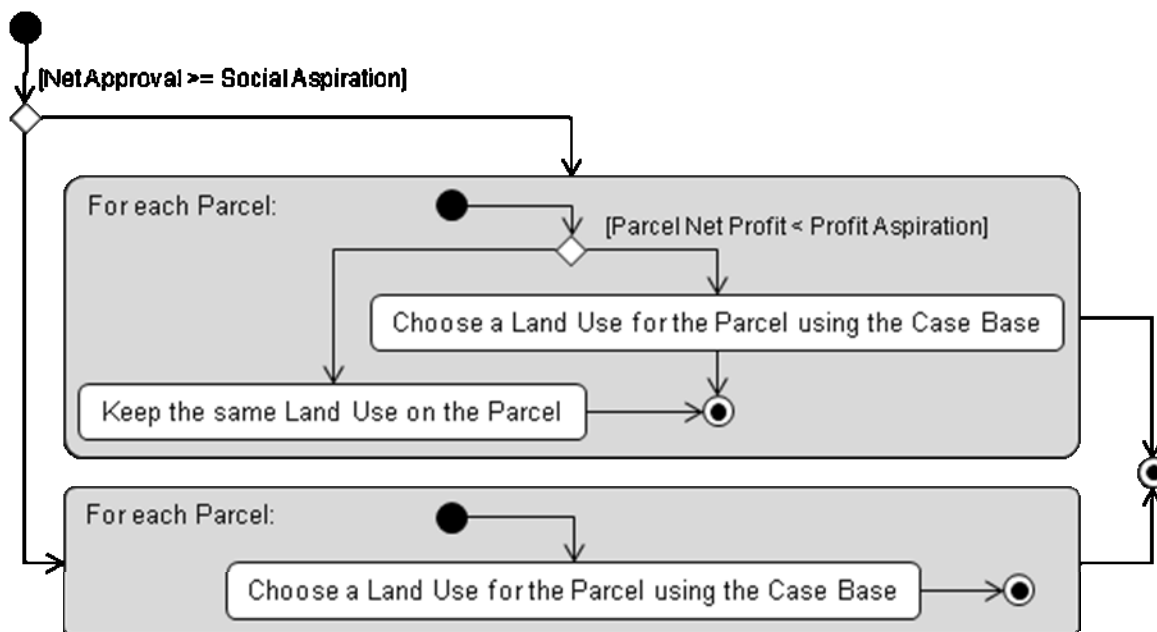 [NetApproval >= Social Aspiration]
For each Parcel:
[Parcel Net Profit < Profit Aspiration]
Choose a Land Use for the Parcel using the Case Base
Keep the same Land Use on the Parcel
For each Parcel:
Choose a Land Use for the Parcel using the Case Base